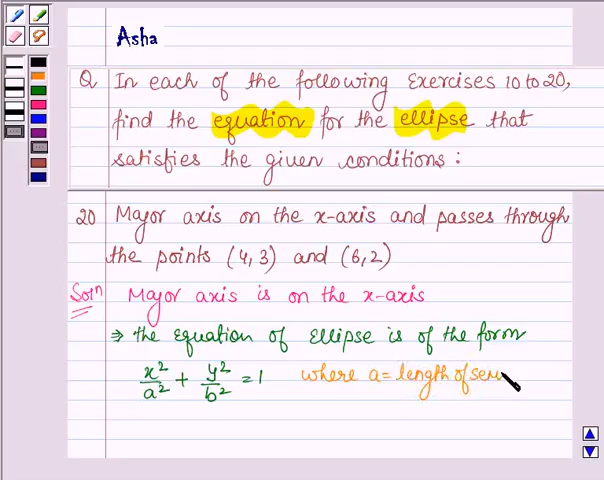 Asha
Q In each of the following Exercises 10 to 20,
find the equation for the ellipse that
satisfies the given conditions :
20 Major axis on the x-axis and passes through
the points (4,3) and (6,2)
Soln Major axis is on the x-axis
⇒ the equation of Ellipse is of the form
x²/a² + y²/b² = 1 where a = length of sem